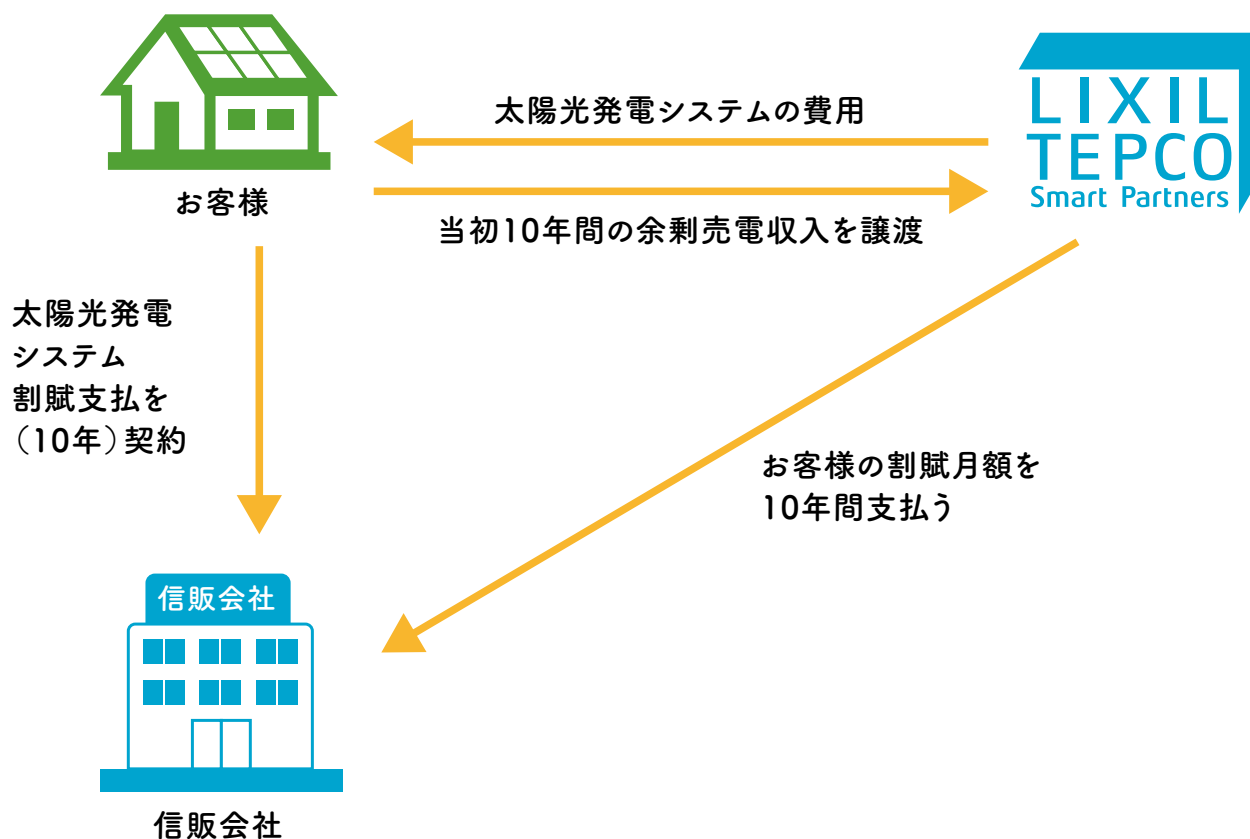 太陽光発電システムの費用
LIXIL
TEPCO
Smart Partners
お客様
当初10年間の余剰売電収入を譲渡
太陽光発電
システム
割賦支払を
（10年）契約
お客様の割賦月額を
10年間支払う
信販会社
信販会社